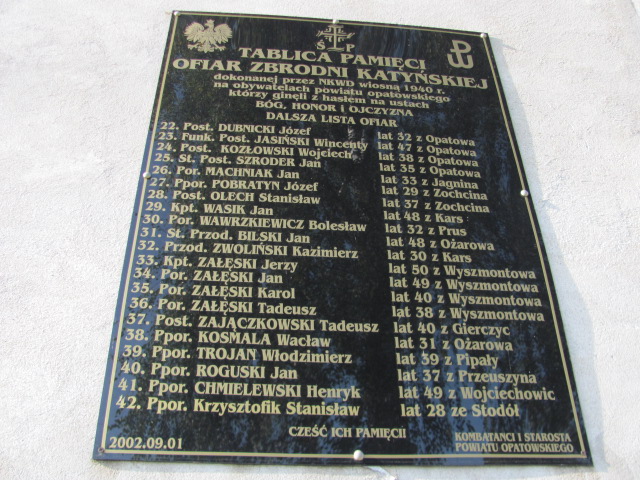 Ś P
TABLICA PAMIĘCI
OFIAR ZBRODNI KATYŃSKIEJ
dokonanej przez NKWD wiosną 1940 r.
na obywatelach powiatu opatowskiego
którzy ginęli z hasłem na ustach
BÓG, HONOR i OJCZYZNA
DALSZA LISTA OFIAR
22. Post. DUBNICKI Józef lat 32 z Opatowa
23. Funk. Post. JASIŃSKI Wincenty lat 47 z Opatowa
24. Post. KOZŁOWSKI Wojciech lat 38 z Opatowa
25. St. Post. SZRODER Jan lat 35 z Opatowa
26. Por. MACHNIAK Jan lat 33 z Jagnina
27. Ppor. POBRATYN Józef lat 29 z Zochcina
28. Post. OLECH Stanisław lat 37 z Zochcina
29. Kpt. WASIK Jan lat 48 z Kars
30. Por. WAWRZKIEWICZ Bolesław lat 32 z Prus
31. St. Przod. BILSKI Jan lat 48 z Ożarowa
32. Przod. ZWOLIŃSKI Kazimierz lat 30 z Kars
33. Kpt. ZAŁĘSKI Jerzy lat 50 z Wyszmontowa
34. Por. ZAŁĘSKI Jan lat 49 z Wyszmontowa
35. Por. ZAŁĘSKI Karol lat 40 z Wyszmontowa
36. Por. ZAŁĘSKI Tadeusz lat 38 z Wyszmontowa
37. Post. ZAJĄCZKOWSKI Tadeusz lat 40 z Gierczyc
38. Ppor. KOSMALA Wacław lat 31 z Ożarowa
39. Ppor. TROJAN Włodzimierz lat 39 z Pipały
40. Ppor. ROGUSKI Jan lat 37 z Przeuszyna
41. Ppor. CHMIELEWSKI Henryk lat 49 z Wojciechowic
42. Ppor. Krzysztofik Stanisław lat 28 ze Stodół
CZEŚĆ ICH PAMIĘCI!
2002.09.01
KOMBATANCI I STAROSTA
POWIATU OPATOWSKIEGO